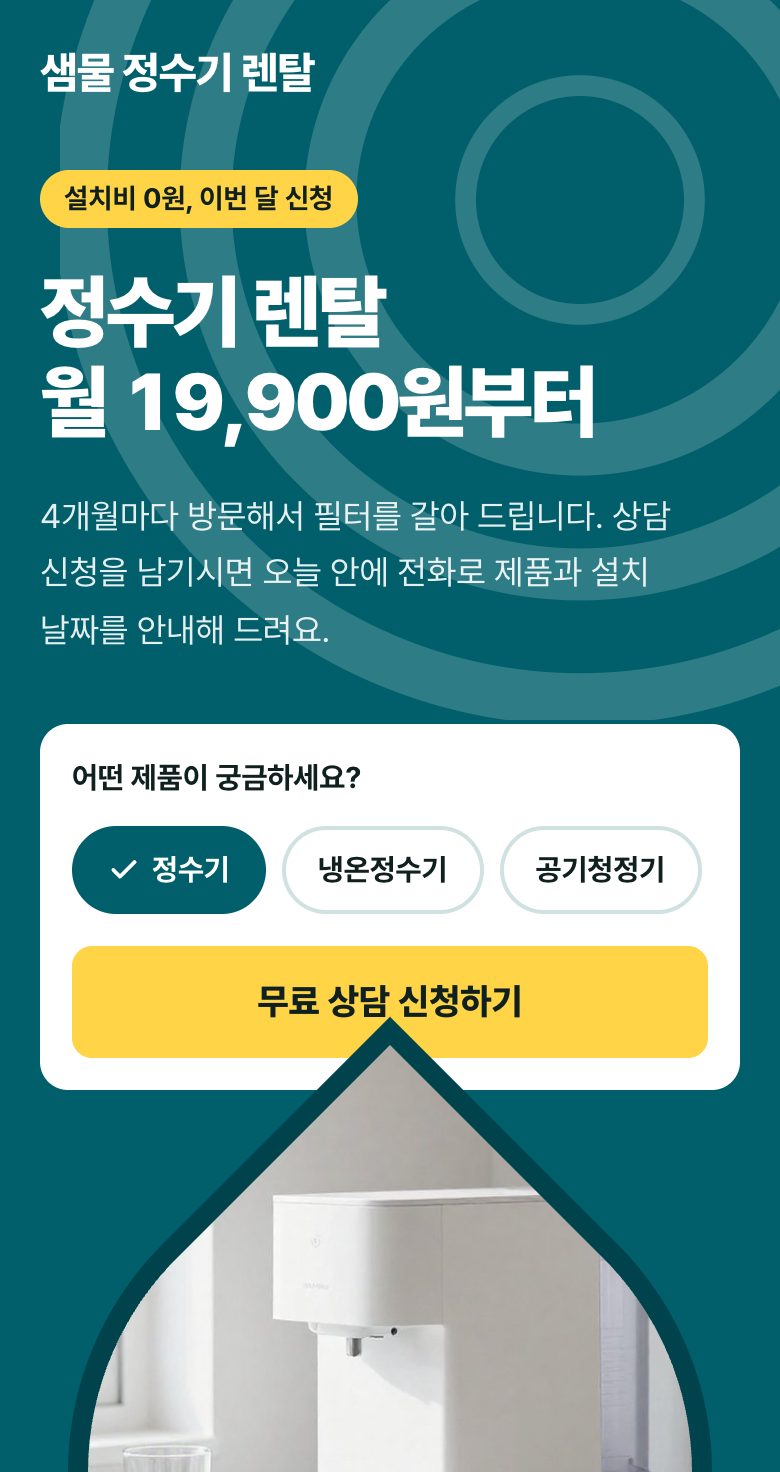 샘물 정수기 렌탈
설치비 0원, 이번 달 신청
정수기 렌탈
월 19,900원부터
4개월마다 방문해서 필터를 갈아 드립니다. 상담
신청을 남기시면 오늘 안에 전화로 제품과 설치
날짜를 안내해 드려요.
어떤 제품이 궁금하세요?
정수기
냉온정수기
공기청정기
무료 상담 신청하기